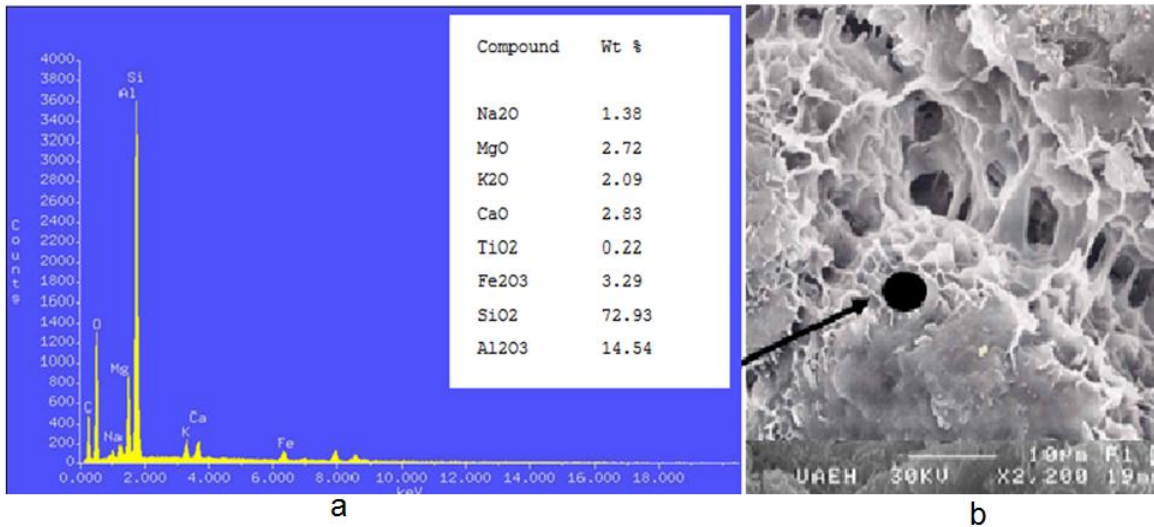 Compound Wt %
Na2O 1.38
MgO 2.72
K2O 2.09
CaO 2.83
TiO2 0.22
Fe2O3 3.29
SiO2 72.93
Al2O3 14.54
4000
3800
3600
3400
3200
3000
2800
2600
2400
2200
2000
1800
1600
1400
1200
1000
800
600
400
200
0
Counts
Si
Al
O
Mg
C
Na
K
Ca
Fe
0.000 2.000 4.000 6.000 8.000 10.000 12.000 14.000 16.000 18.000
keV
a
10µm
UAEH 30KV X2,200 19mm
b